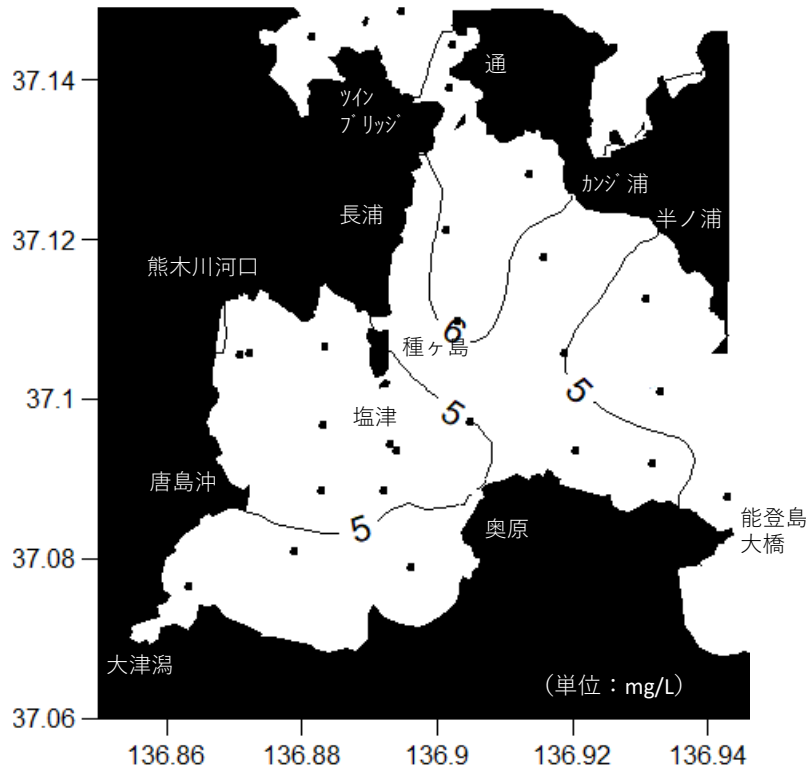 37.14
37.12
37.1
37.08
37.06
通
ﾂｲﾝ
ﾌﾞﾘｯｼﾞ
ｶﾝｼﾞ浦
半ノ浦
長浦
熊木川河口
6
種ヶ島
5
5
塩津
唐島沖
5
奥原
能登島
大橋
大津潟
（単位：mg/L）
136.86
136.88
136.9
136.92
136.94